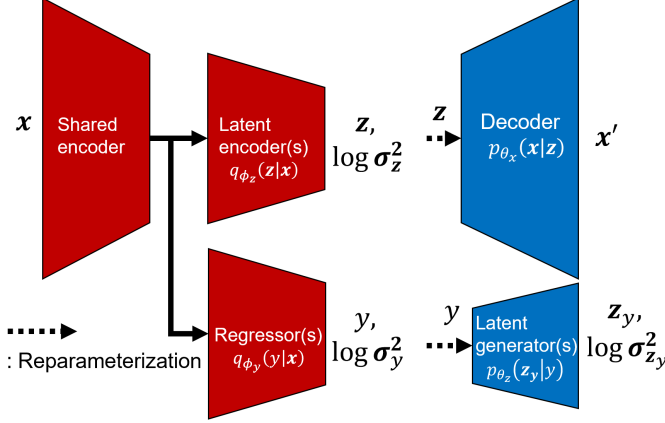 x
Shared
encoder
Latent
encoder(s)
q_{ϕ_z}(z|x)
z,
log σ_z^2
z
Decoder
p_{θ_x}(x|z)
x′
Regressor(s)
q_{ϕ_y}(y|x)
y,
log σ_y^2
y
Latent
generator(s)
p_{θ_z}(z_y|y)
z_y,
log σ_{z_y}^2
: Reparameterization